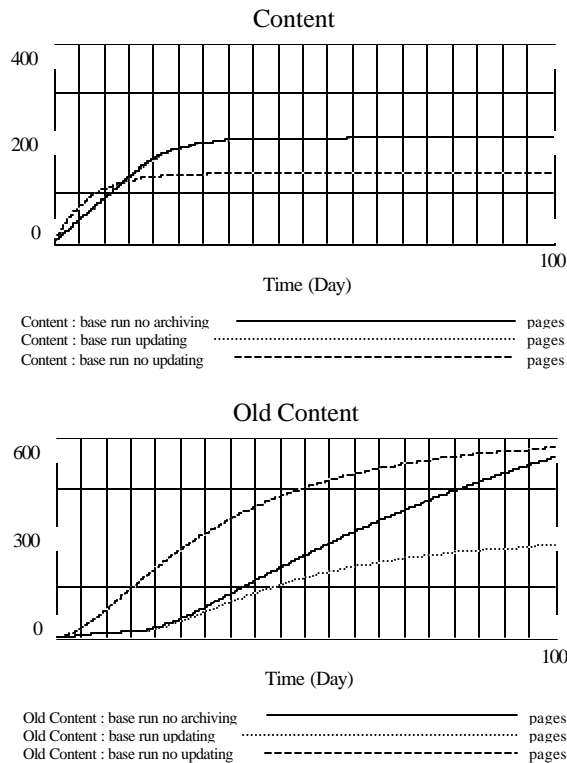 Content
400
200
0
100
Time (Day)
Content : base run no archiving pages
Content : base run updating pages
Content : base run no updating pages
Old Content
600
300
0
100
Time (Day)
Old Content : base run no archiving pages
Old Content : base run updating pages
Old Content : base run no updating pages